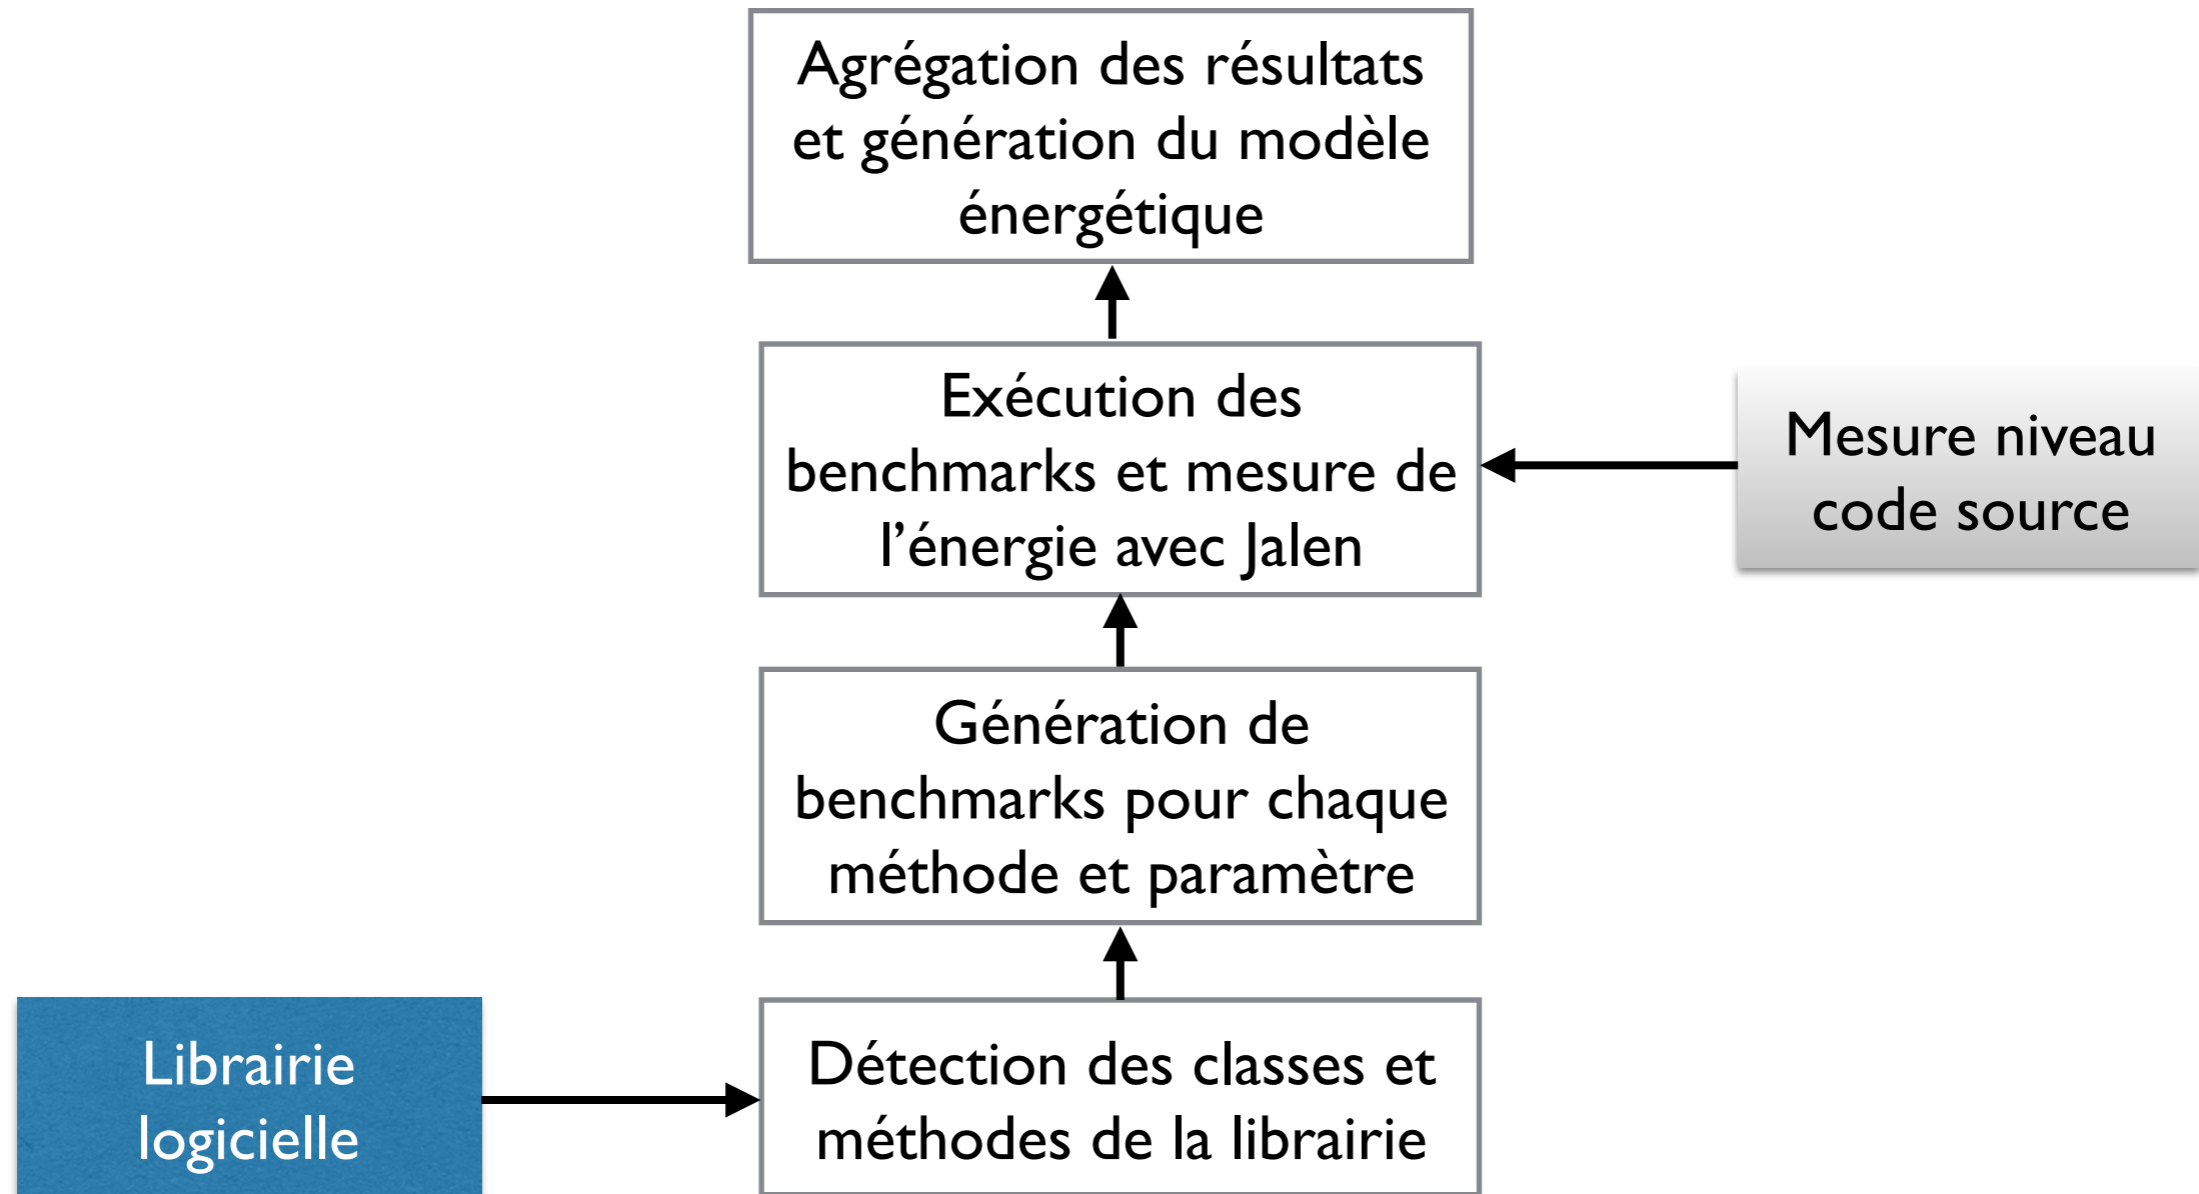 Agrégation des résultats
et génération du modèle
énergétique
Exécution des
benchmarks et mesure de
l’énergie avec Jalen
Mesure niveau
code source
Génération de
benchmarks pour chaque
méthode et paramètre
Librairie
logicielle
Détection des classes et
méthodes de la librairie